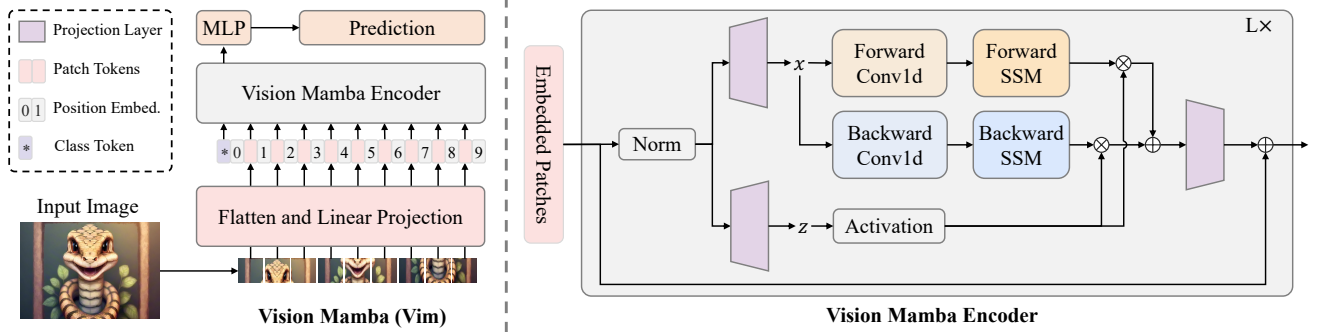 Projection Layer
Patch Tokens
0 1 Position Embed.
* Class Token
Input Image
MLP
Prediction
Vision Mamba Encoder
* 0 1 2 3 4 5 6 7 8 9
Flatten and Linear Projection
Vision Mamba (Vim)
Embedded Patches
L×
Norm
x
Forward
Conv1d
Forward
SSM
Backward
Conv1d
Backward
SSM
z
Activation
Vision Mamba Encoder